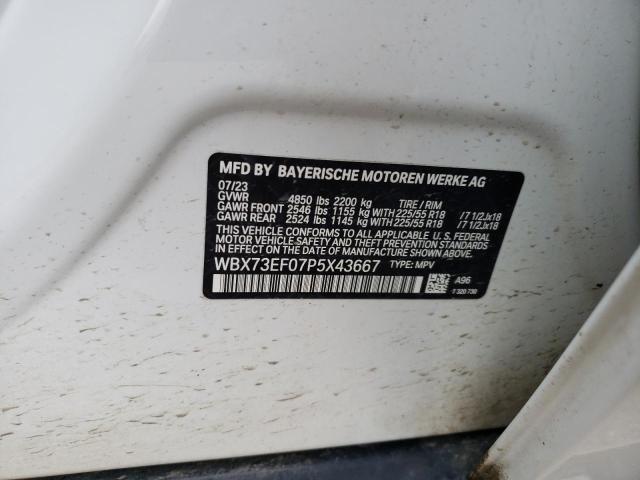 MFD BY BAYERISCHE MOTOREN WERKE AG
07/23
GVWR 4850 lbs 2200 kg TIRE / RIM
GAWR FRONT 2546 lbs 1155 kg WITH 225/55 R18 /7 1/2Jx18
GAWR REAR 2524 lbs 1145 kg WITH 225/55 R18 /7 1/2Jx18
THIS VEHICLE CONFORMS TO ALL APPLICABLE U.S. FEDERAL
MOTOR VEHICLE SAFETY STANDARDS
IN EFFECT ON THE DATE OF MANUFACTURE SHOWN ABOVE.
WBX73EF07P5X43667 TYPE: MPV
A96
7 320 730